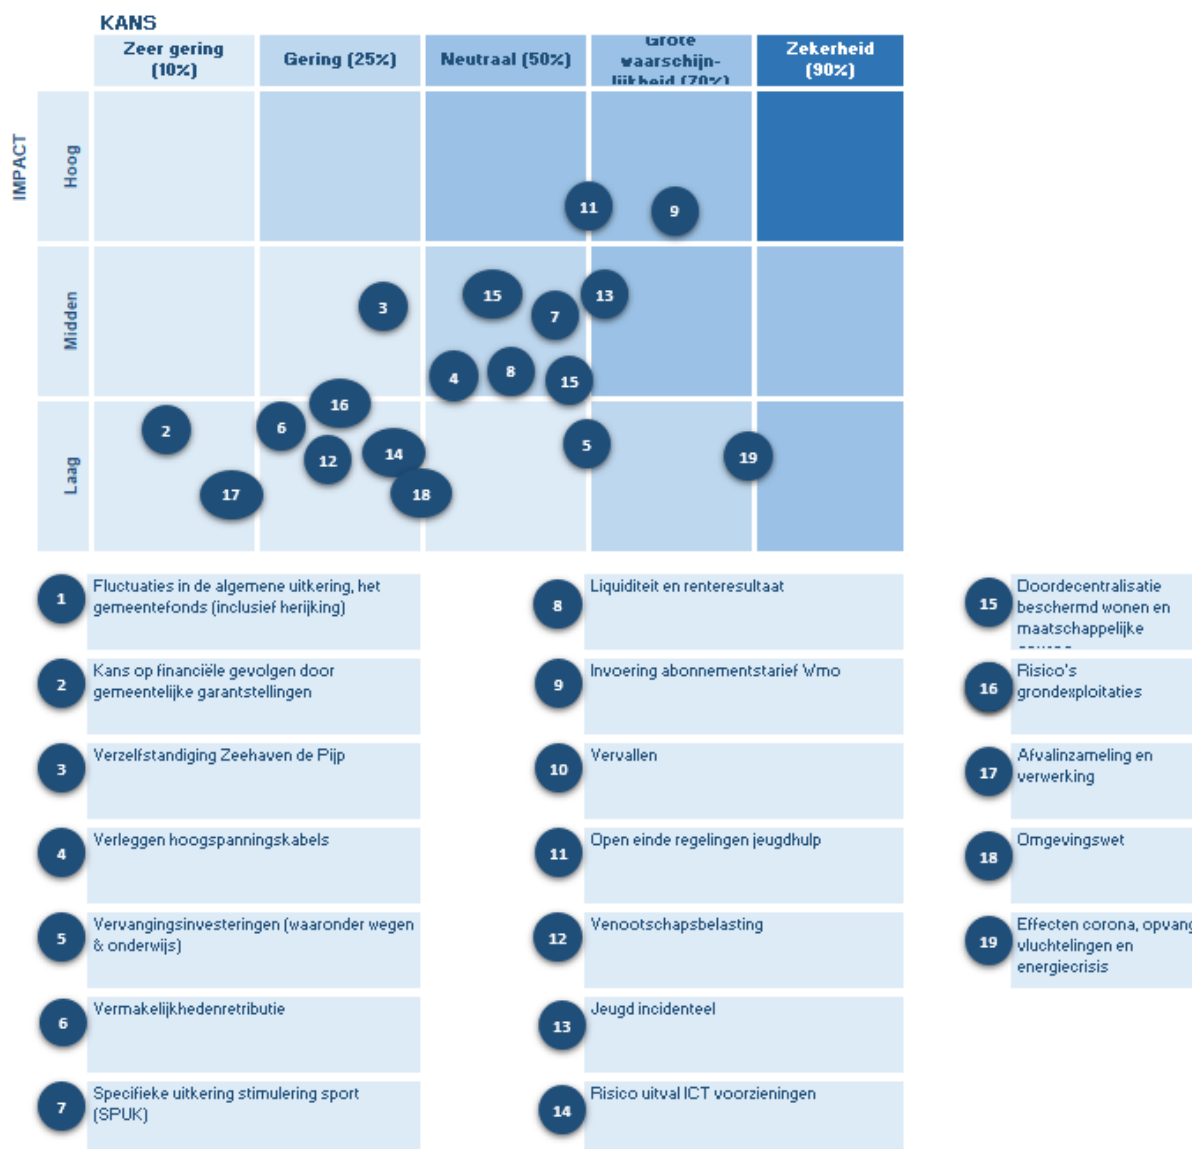 KANS
Zeer gering
(10%)
Gering (25%)
Neutraal (50%)
Grote
waarschijn-
lijkheid (70%)
Zekerheid
(90%)
IMPACT
Hoog
11
9
Midden
3
15
7
13
4
8
15
Laag
2
6
16
12
14
17
18
5
19
1
Fluctuaties in de algemene uitkering, het
gemeentefonds (inclusief herijking)
2
Kans op financiële gevolgen door
gemeentelijke garantstellingen
3
Verzelfstandiging Zeehaven de Pijp
4
Verleggen hoogspanningskabels
5
Vervangingsinvesteringen (waaronder wegen
& onderwijs)
6
Vermakelijkhedenretributie
7
Specifieke uitkering stimulering sport
(SPUK)
8
Liquiditeit en renteresultaat
9
Invoering abonnementstarief Wmo
10
Vervallen
11
Open einde regelingen jeugdhulp
12
Venootschapsbelasting
13
Jeugd incidenteel
14
Risico uitval ICT voorzieningen
15
Doordecentralisatie
beschermd wonen en
maatschappelijke
16
Risico's
grondexploitaties
17
Afvalinzameling en
verwerking
18
Omgevingswet
19
Effecten corona, opvang
vluchtelingen en
energiecrisis